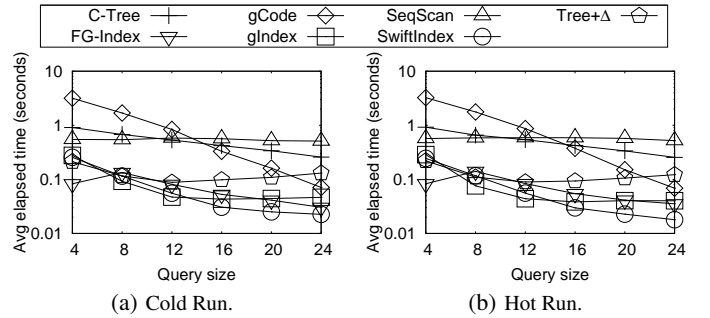 C-Tree gCode SeqScan Tree+Δ
FG-Index gIndex SwiftIndex
Avg elapsed time (seconds)
10
1
0.1
0.01
4 8 12 16 20 24
Query size
(a) Cold Run.
Avg elapsed time (seconds)
10
1
0.1
0.01
4 8 12 16 20 24
Query size
(b) Hot Run.